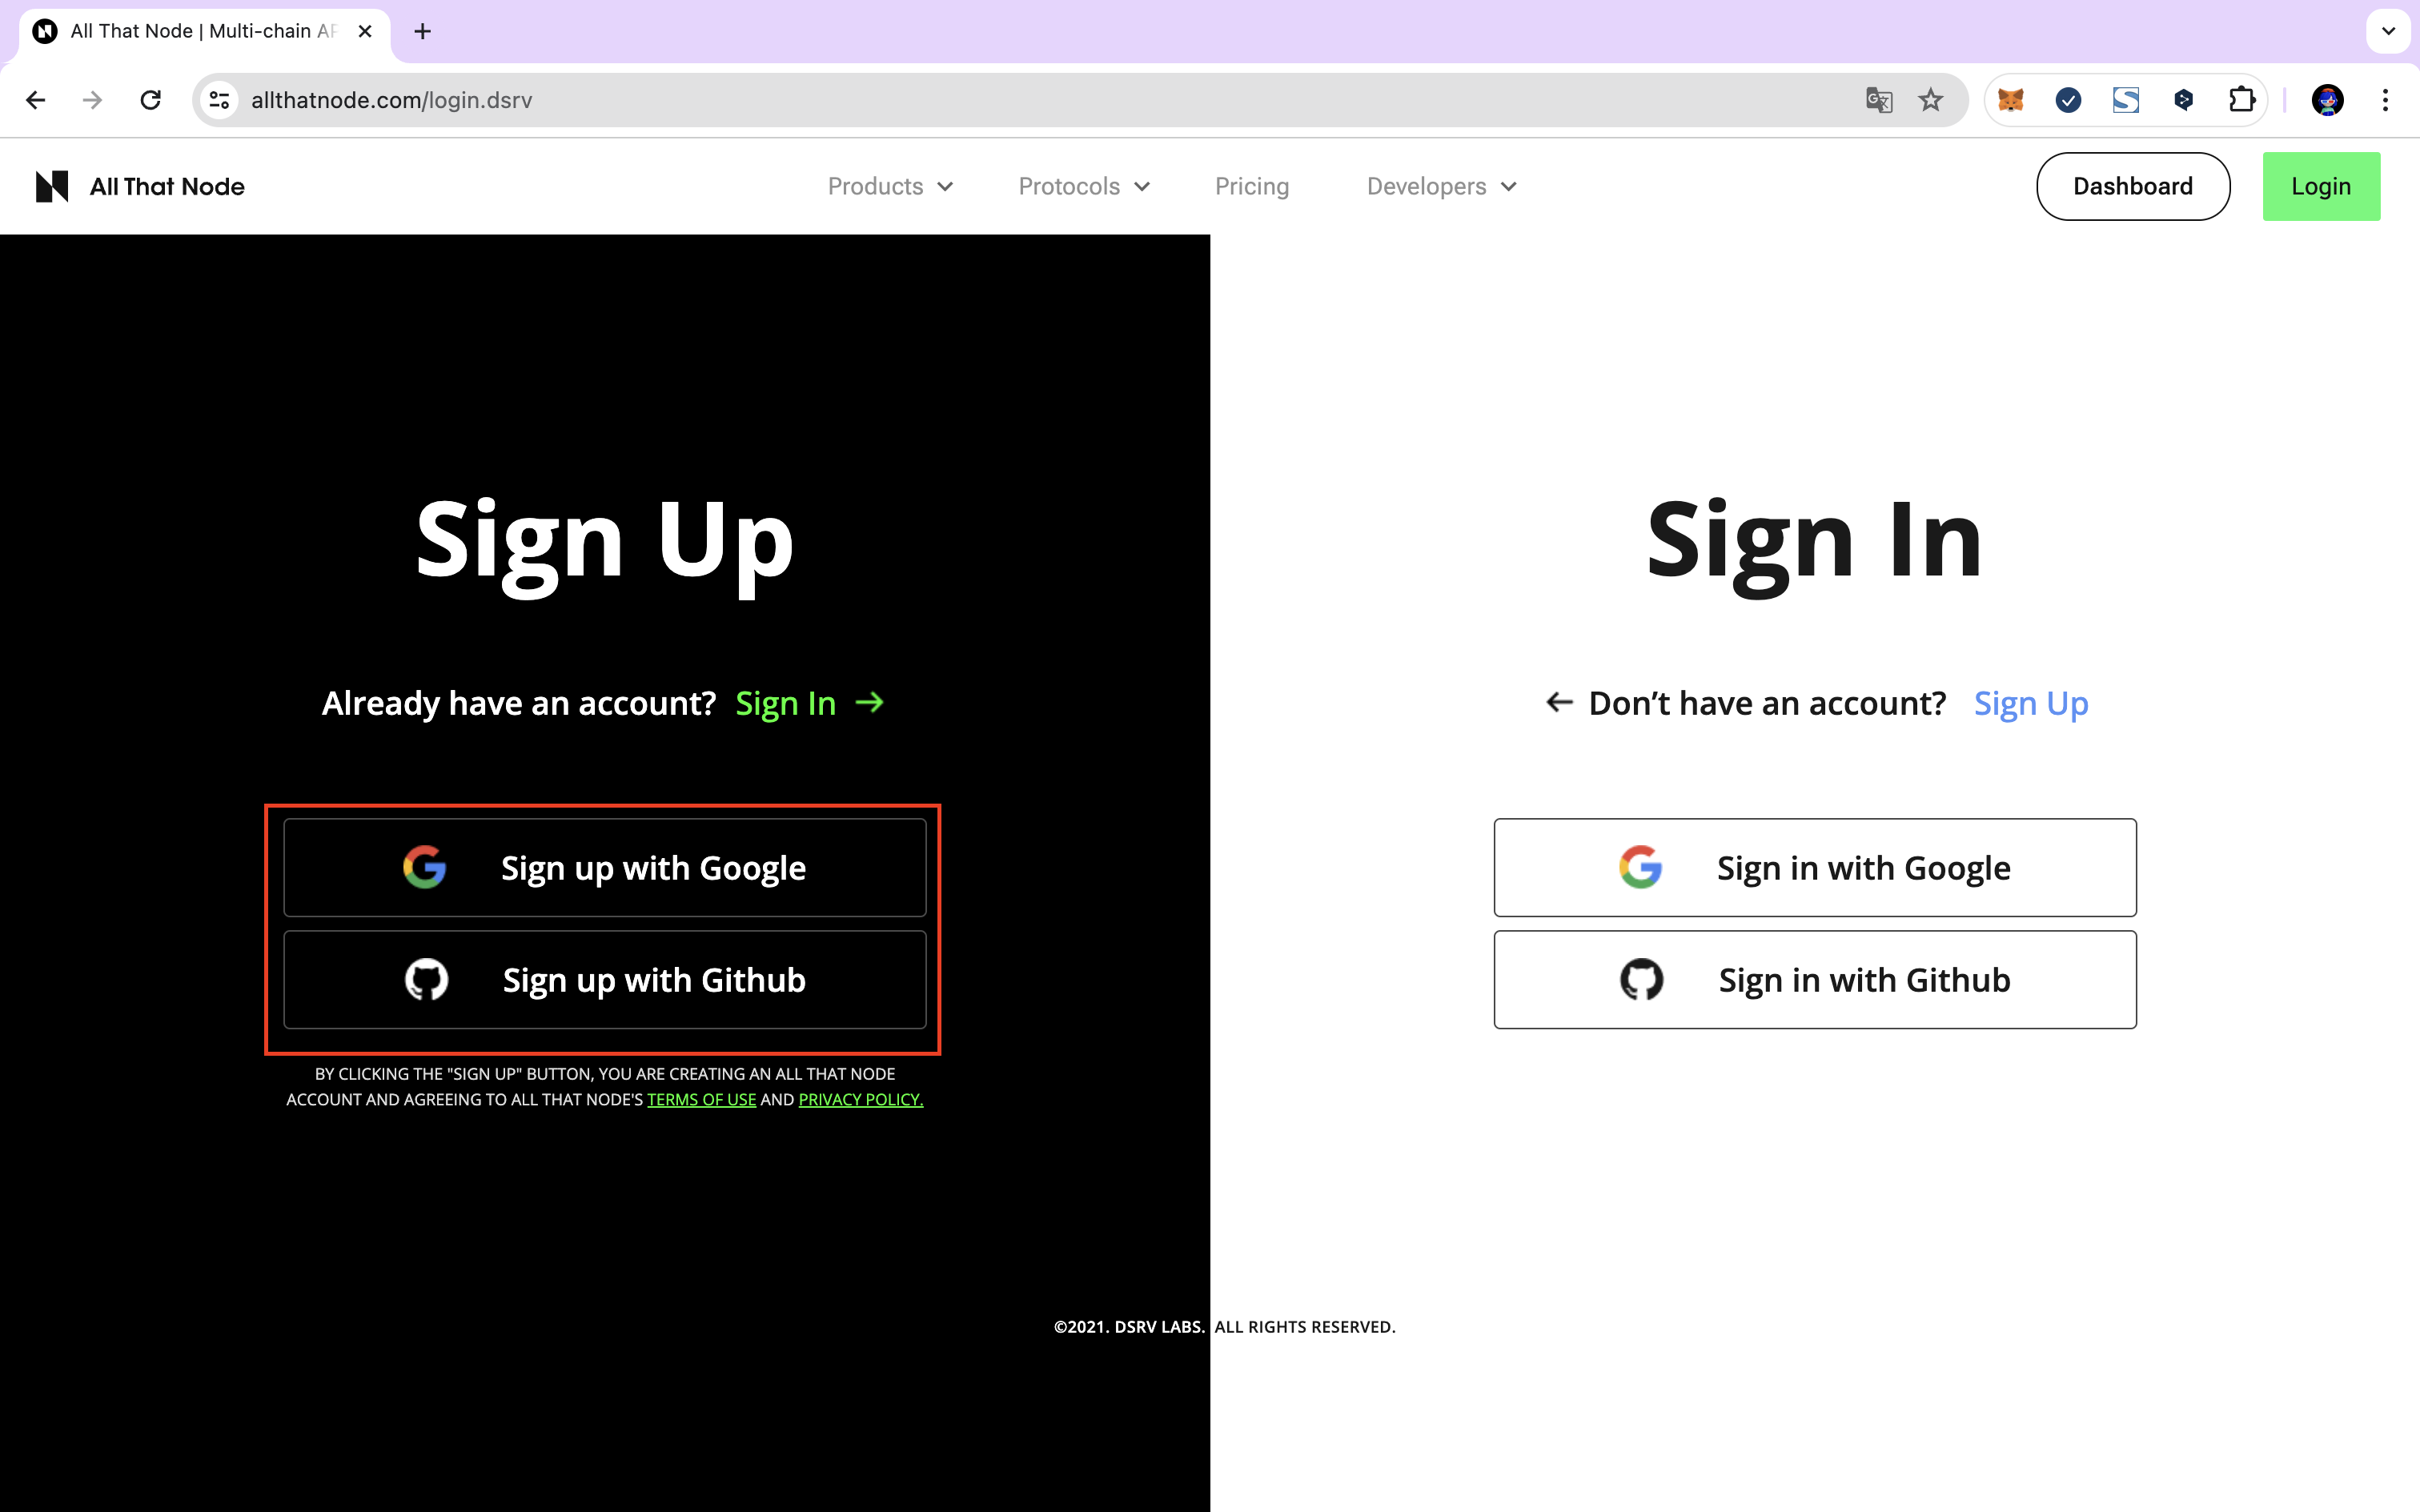 All That Node | Multi-chain AP
allthatnode.com/login.dsrv
All That Node
Products
Protocols
Pricing
Developers
Dashboard
Login
Sign Up
Already have an account? Sign In →
Sign up with Google
Sign up with Github
BY CLICKING THE "SIGN UP" BUTTON, YOU ARE CREATING AN ALL THAT NODE
ACCOUNT AND AGREEING TO ALL THAT NODE'S TERMS OF USE AND PRIVACY POLICY.
Sign In
← Don’t have an account? Sign Up
Sign in with Google
Sign in with Github
©2021. DSRV LABS. ALL RIGHTS RESERVED.